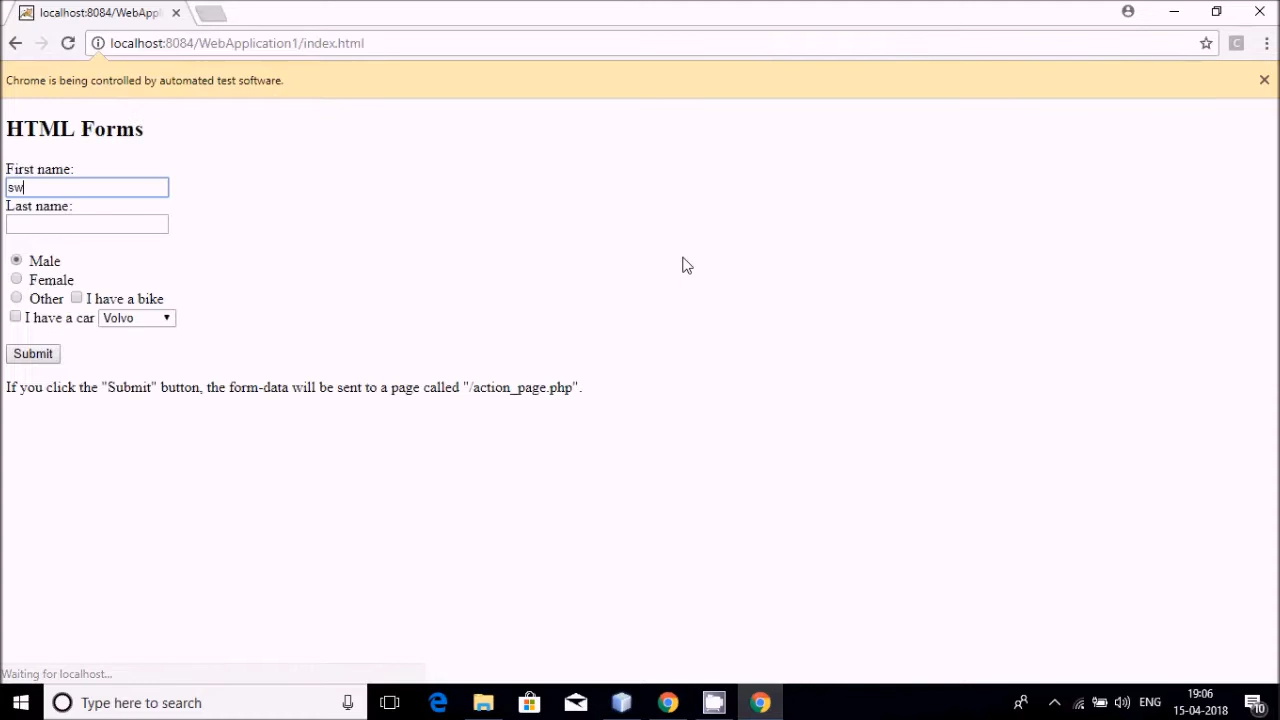 localhost:8084/WebAppl
localhost:8084/WebApplication1/index.html
C
Chrome is being controlled by automated test software.
HTML Forms
First name:
sw
Last name:
Male
Female
Other I have a bike
I have a car Volvo
Submit
If you click the "Submit" button, the form-data will be sent to a page called "/action_page.php".
Waiting for localhost...
Type here to search
ENG
19:06
15-04-2018
10